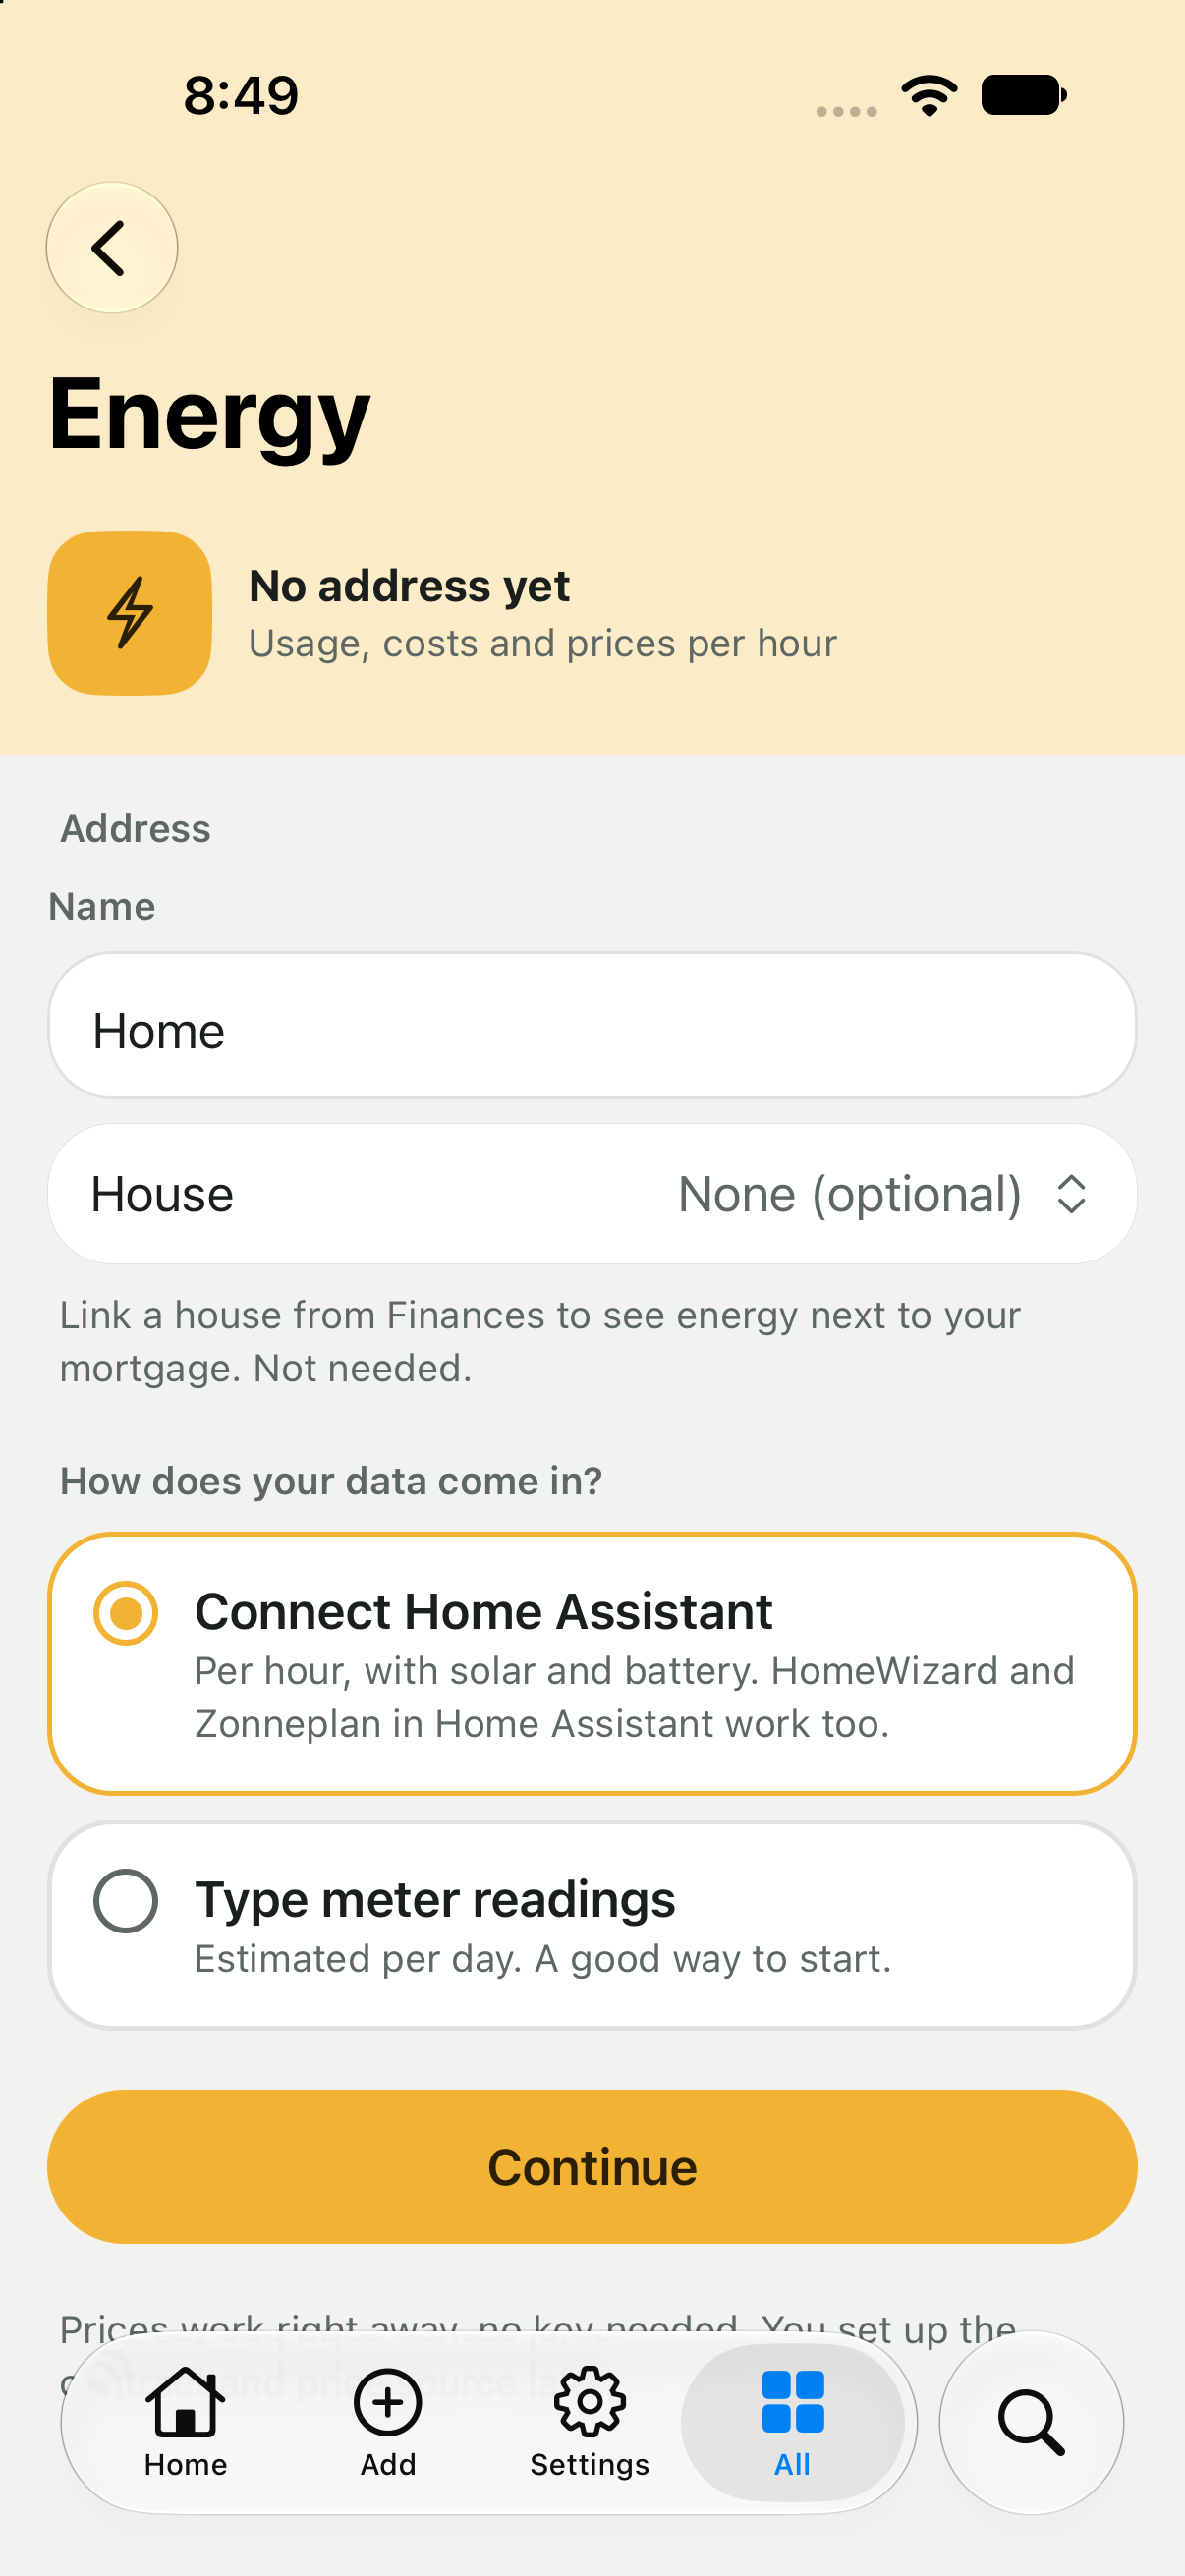 8:49
Energy
No address yet
Usage, costs and prices per hour
Address
Name
Home
House None (optional)
Link a house from Finances to see energy next to your
mortgage. Not needed.
How does your data come in?
Connect Home Assistant
Per hour, with solar and battery. HomeWizard and
Zonneplan in Home Assistant work too.
Type meter readings
Estimated per day. A good way to start.
Continue
Prices work right away, no key needed. You set up the
and price source
Home Add Settings All